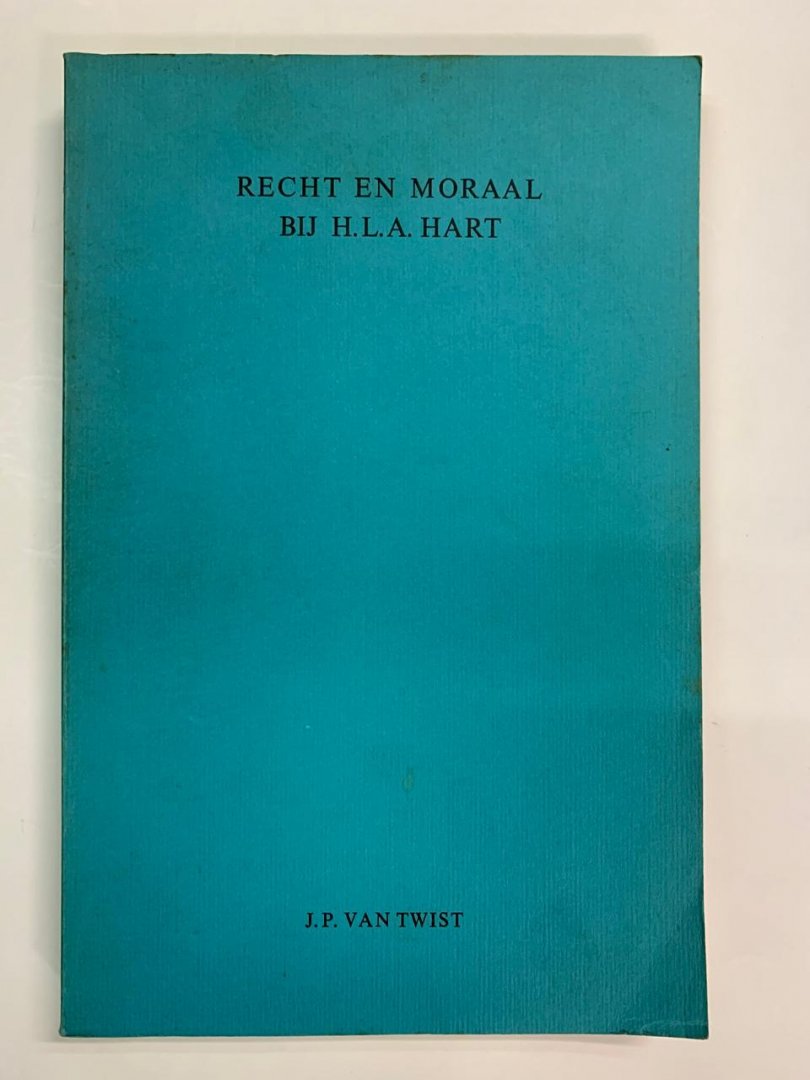 RECHT EN MORAAL
BIJ H.L.A. HART
J. P. VAN TWIST